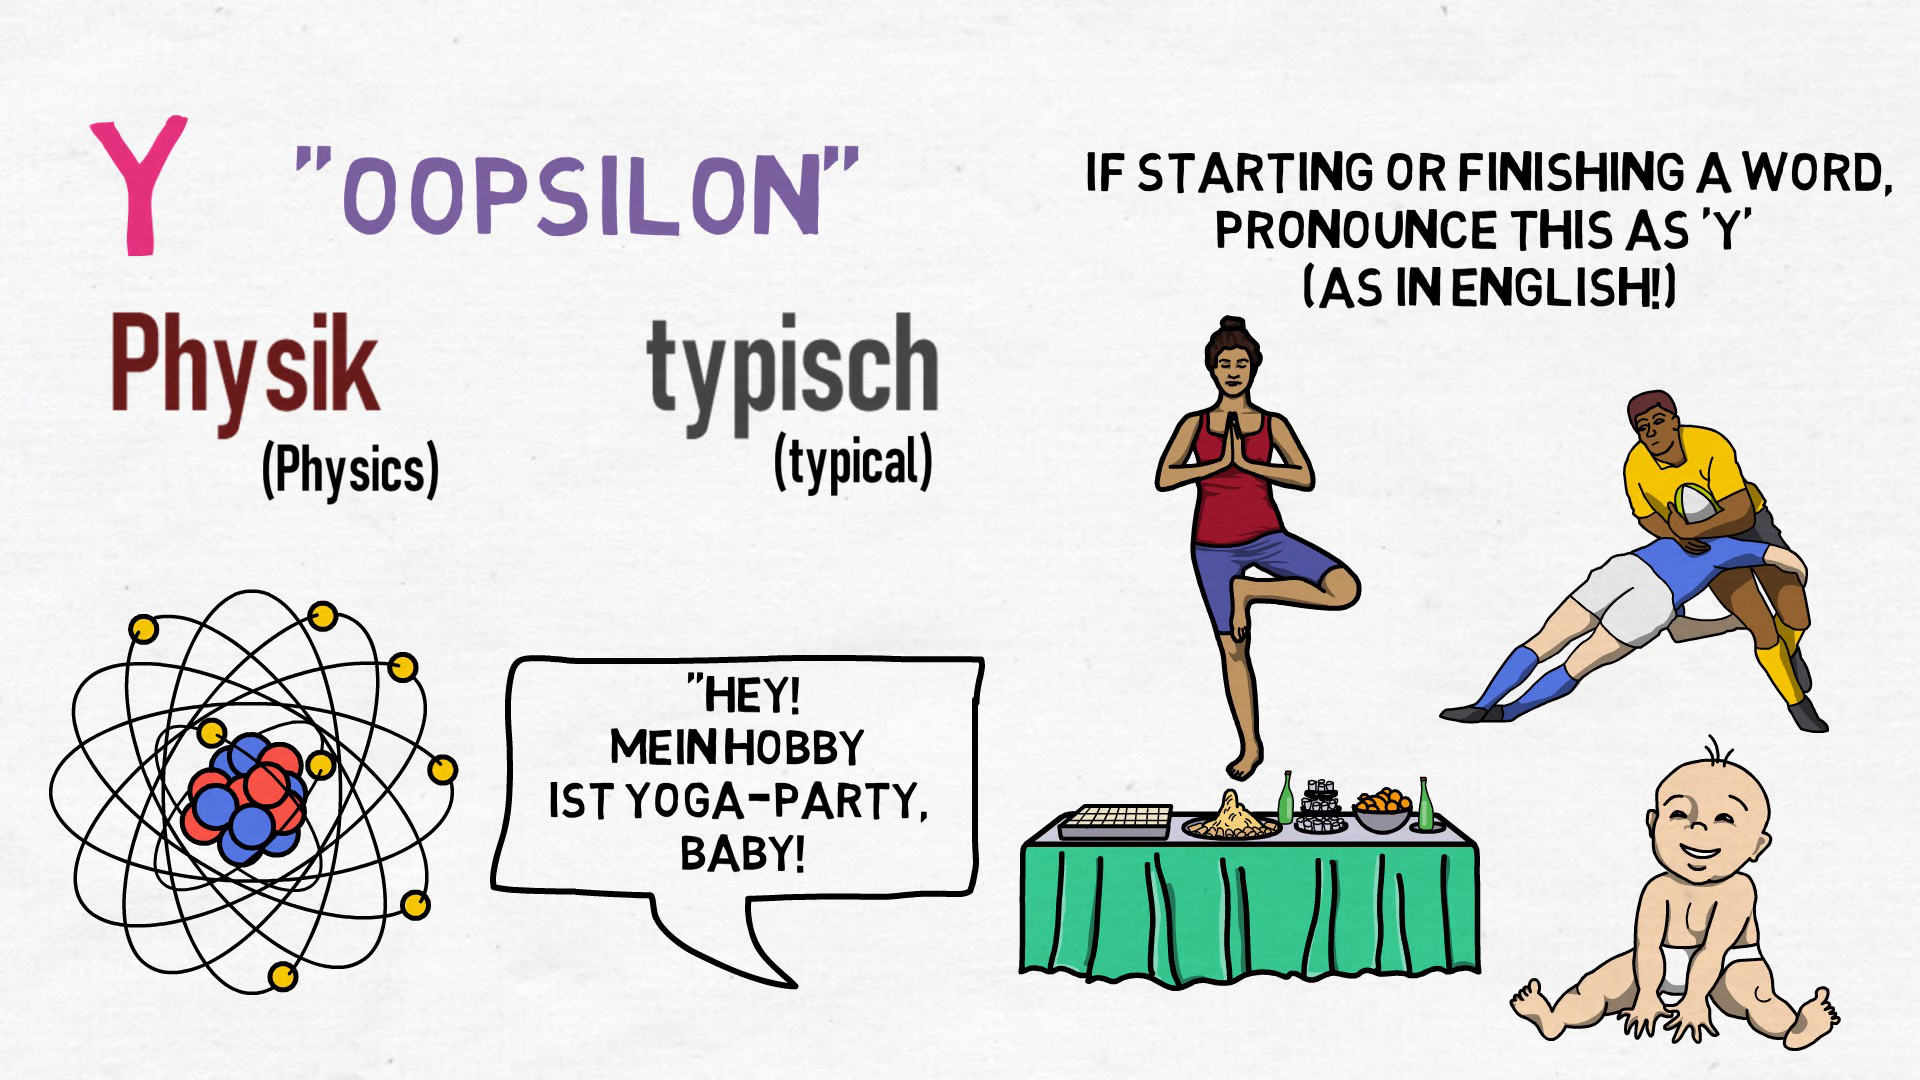 Y "OOPSILON"
Physik
(Physics)
typisch
(typical)
"HEY!
MEIN HOBBY
IST YOGA-PARTY,
BABY!
IF STARTING OR FINISHING A WORD,
PRONOUNCE THIS AS 'Y'
(AS IN ENGLISH!)